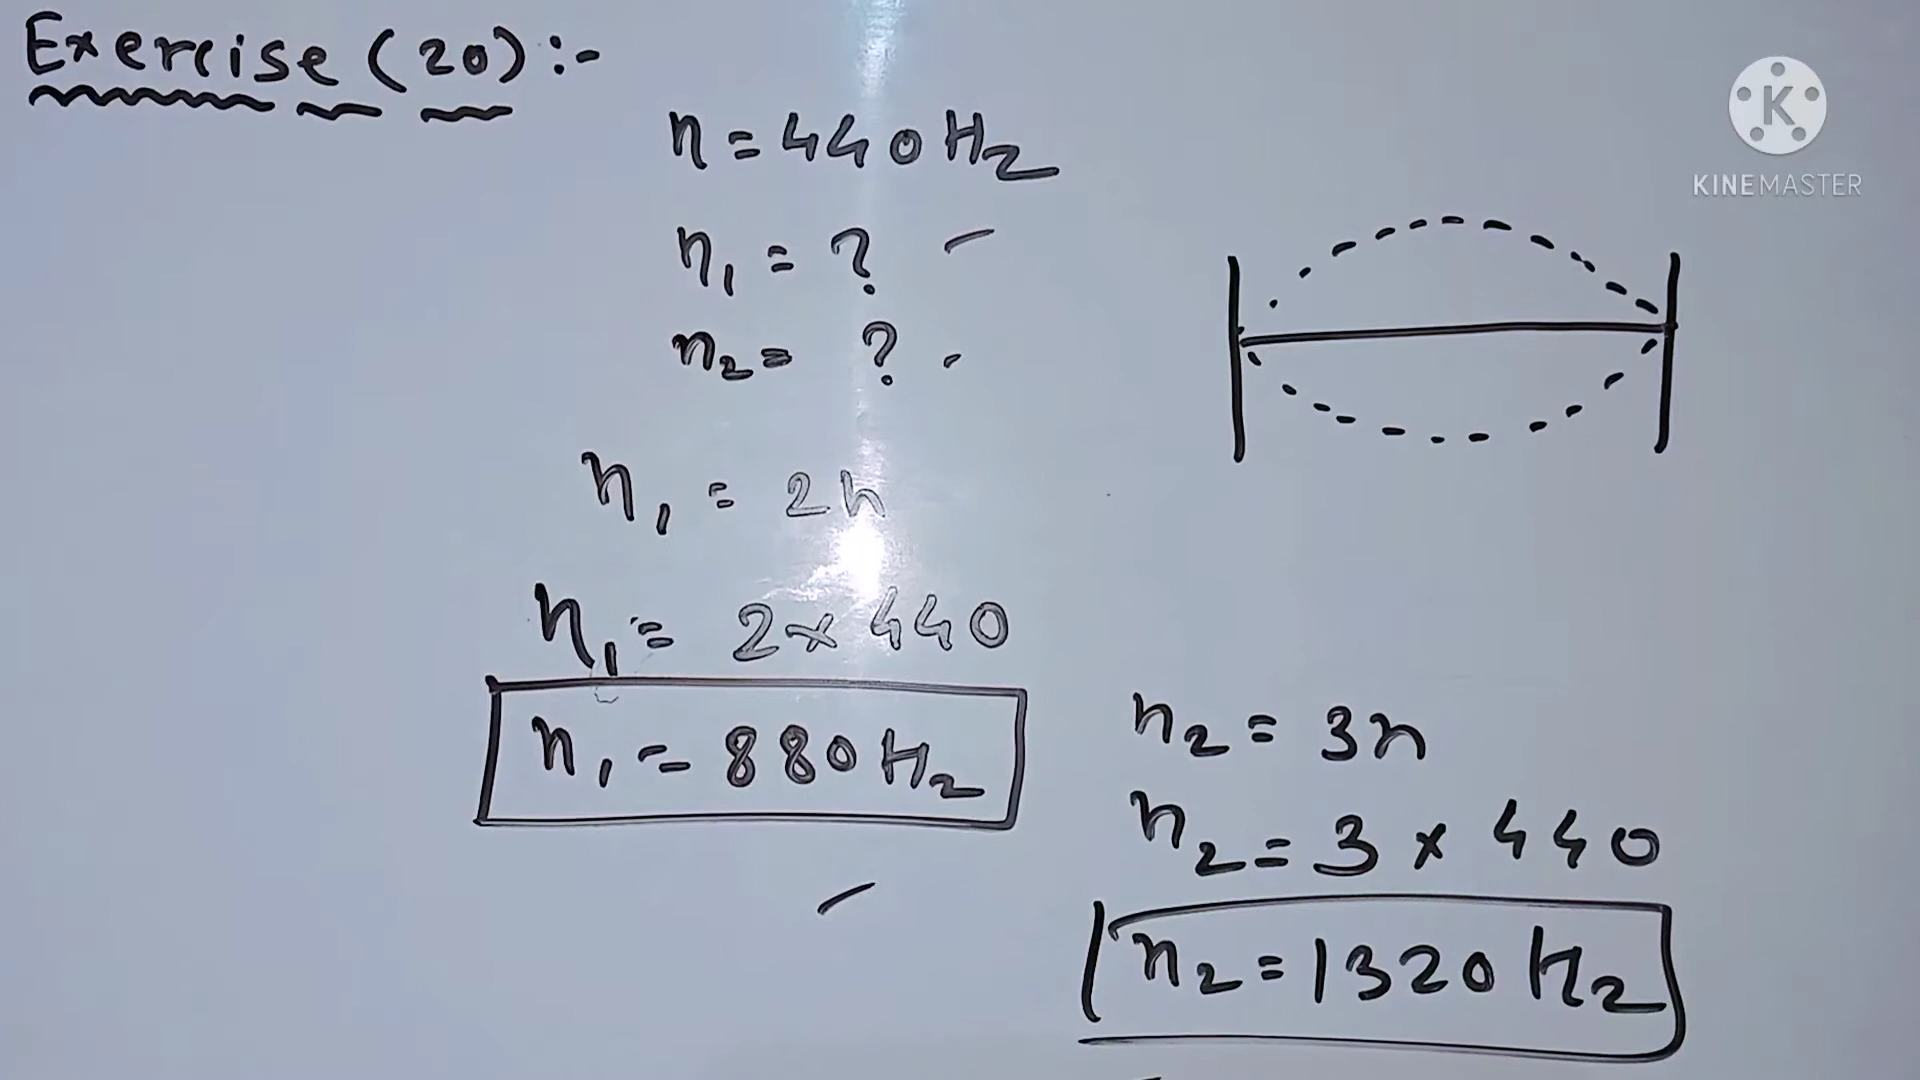 Exercise (20) :-
n = 440 Hz
n₁ = ?
n₂ = ?
n₁ = 2n
n₁ = 2 × 440
n₁ = 880 Hz
n₂ = 3n
n₂ = 3 × 440
n₂ = 1320 Hz
K
KINEMASTER